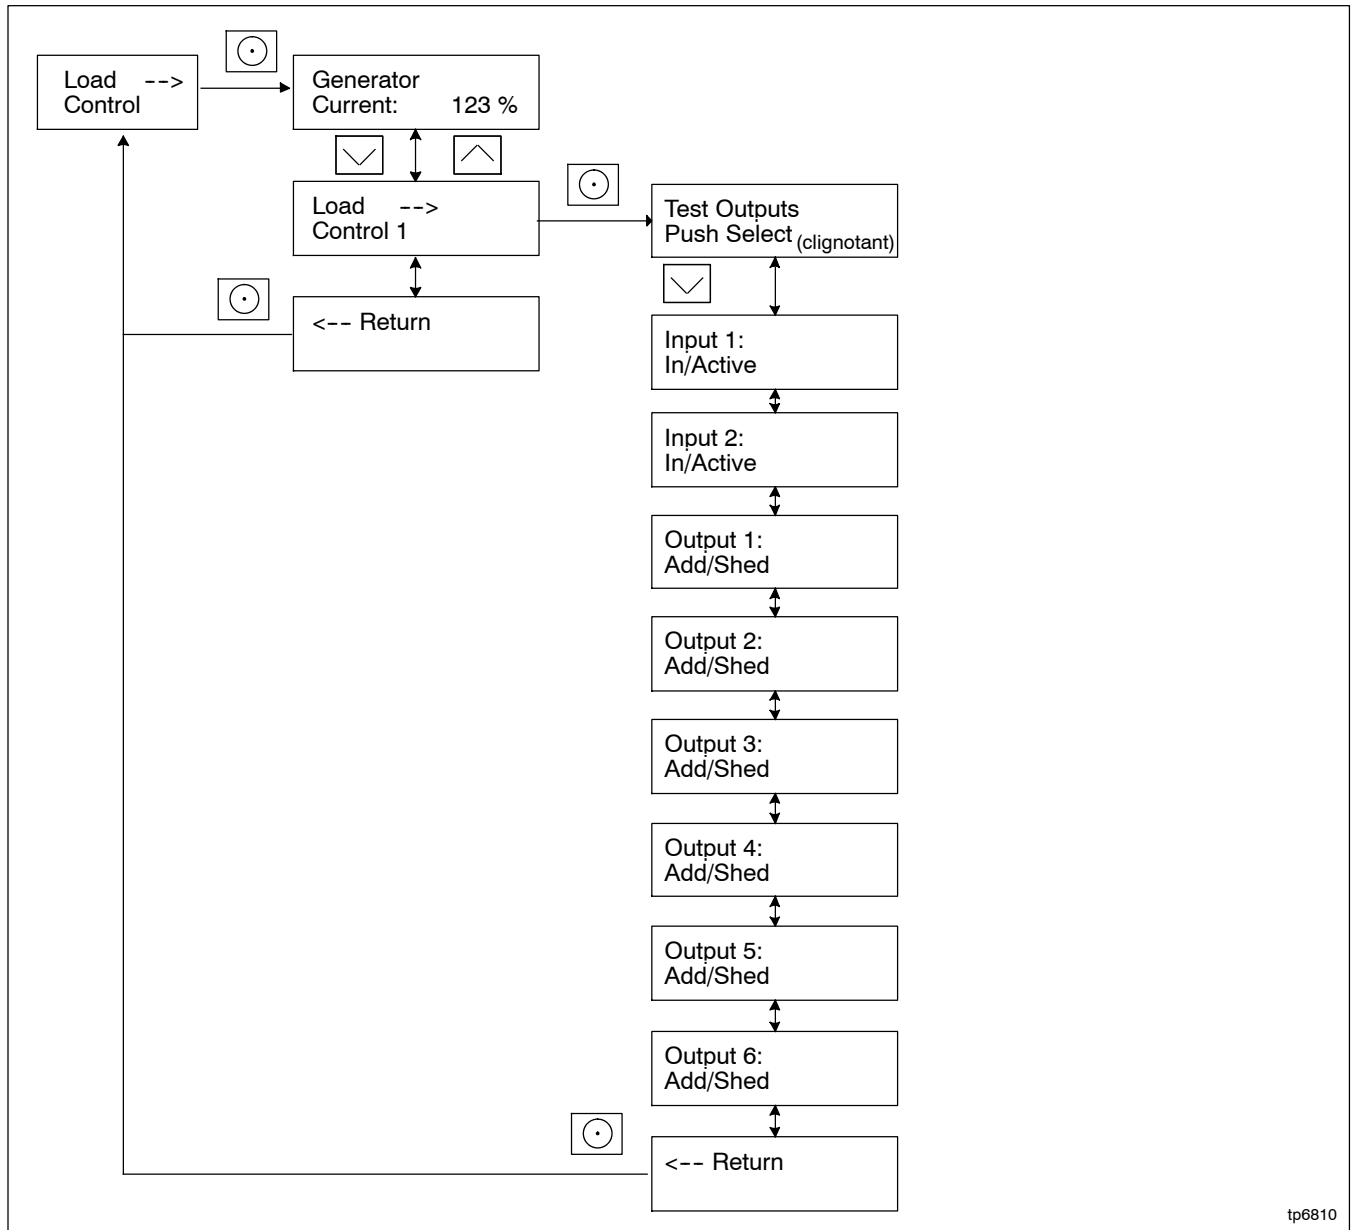 Load -->
Control
Generator
Current: 123 %
Load -->
Control 1
<-- Return
Test Outputs
Push Select (clignotant)
Input 1:
In/Active
Input 2:
In/Active
Output 1:
Add/Shed
Output 2:
Add/Shed
Output 3:
Add/Shed
Output 4:
Add/Shed
Output 5:
Add/Shed
Output 6:
Add/Shed
<-- Return
tp6810